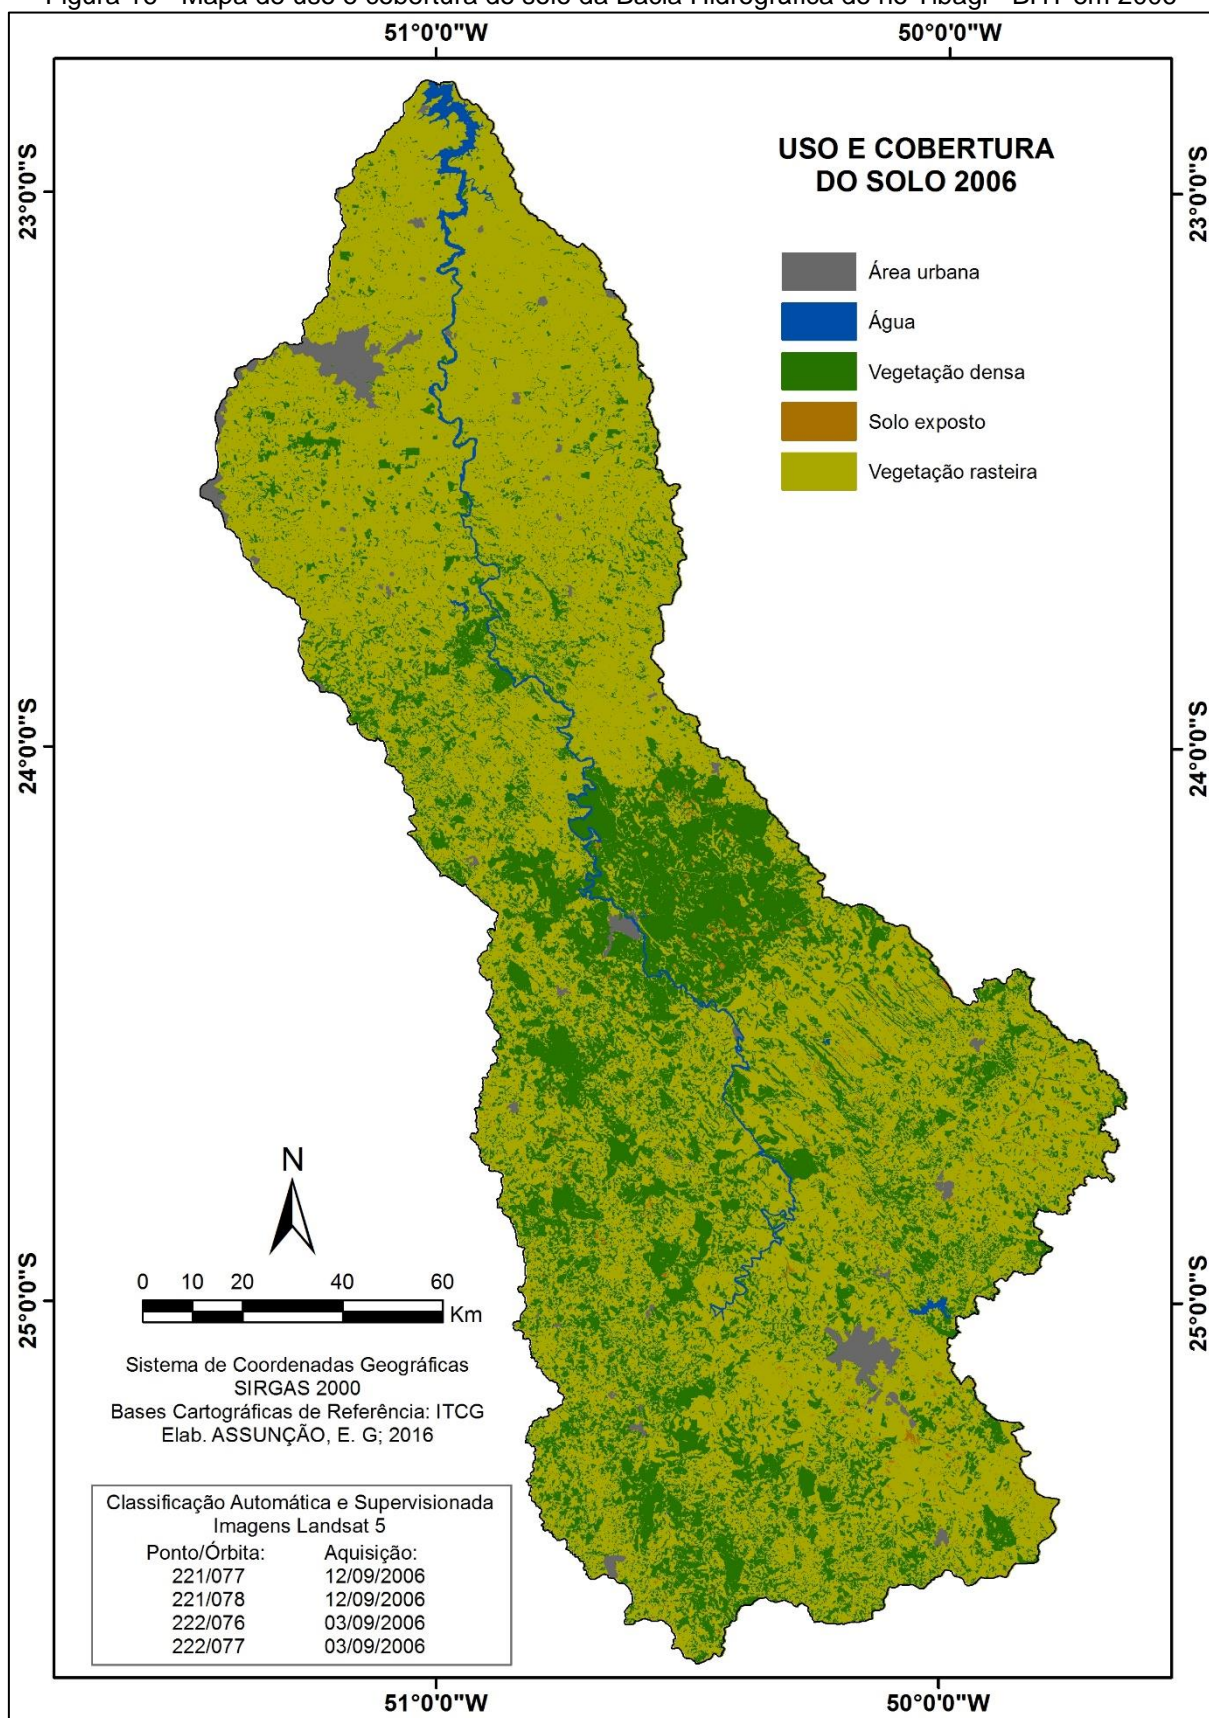 51°0'0"W
50°0'0"W
USO E COBERTURA
DO SOLO 2006
23°0'0"S
23°0'0"S
Área urbana
Água
Vegetação densa
Solo exposto
Vegetação rasteira
24°0'0"S
24°0'0"S
N
0 10 20 40 60
Km
25°0'0"S
25°0'0"S
Sistema de Coordenadas Geográficas
SIRGAS 2000
Bases Cartográficas de Referência: ITCG
Elab. ASSUNÇÃO, E. G; 2016
Classificação Automática e Supervisionada
Imagens Landsat 5
Ponto/Órbita: Aquisição:
221/077 12/09/2006
221/078 12/09/2006
222/076 03/09/2006
222/077 03/09/2006
51°0'0"W
50°0'0"W